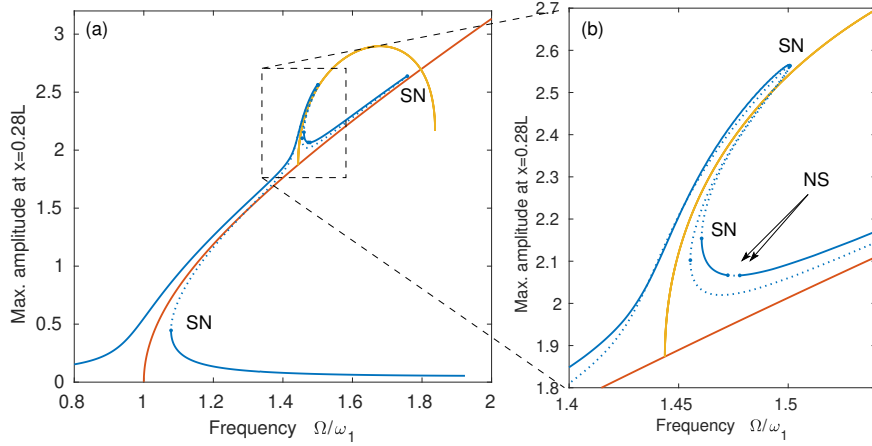 (a)
3
2.5
2
1.5
1
0.5
0
Max. amplitude at x=0.28L
SN
SN
0.8
1
1.2
1.4
1.6
1.8
2
Frequency Ω/ω1
(b)
2.7
2.6
2.5
2.4
2.3
2.2
2.1
2
1.9
1.8
Max. amplitude at x=0.28L
SN
NS
SN
1.4
1.45
1.5
Frequency Ω/ω1